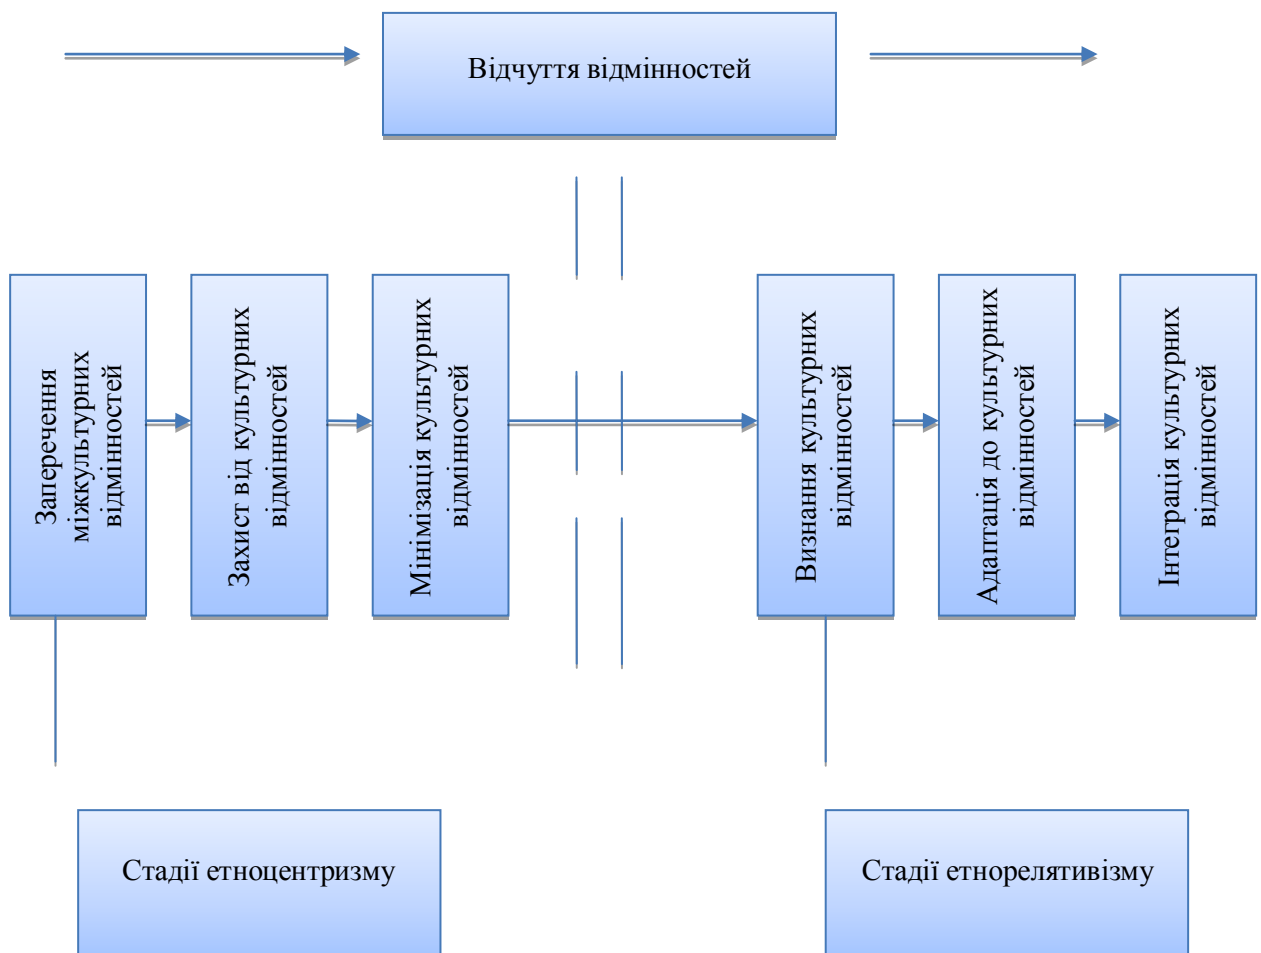 Відчуття відмінностей
Заперечення
міжкультурних
відмінностей
Захист від культурних
відмінностей
Мінімізація культурних
відмінностей
Визнання культурних
відмінностей
Адаптація до культурних
відмінностей
Інтеграція культурних
відмінностей
Стадії етноцентризму
Стадії етнорелятивізму